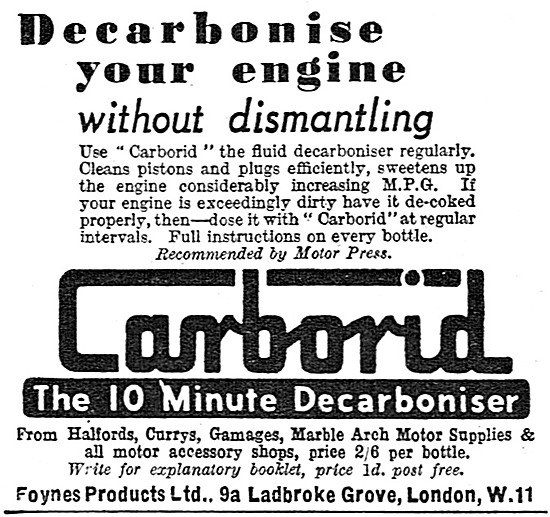 Decarbonise
your engine
without dismantling
Use "Carborid" the fluid decarboniser regularly.
Cleans pistons and plugs efficiently, sweetens up
the engine considerably increasing M.P.G. If
your engine is exceedingly dirty have it de-coked
properly, then—dose it with "Carborid" at regular
intervals. Full instructions on every bottle.
Recommended by Motor Press.
Carborid
The 10 Minute Decarboniser
From Halfords, Currys, Gamages, Marble Arch Motor Supplies &
all motor accessory shops, price 2/6 per bottle.
Write for explanatory booklet, price 1d. post free.
Foynes Products Ltd., 9a Ladbroke Grove, London, W.11